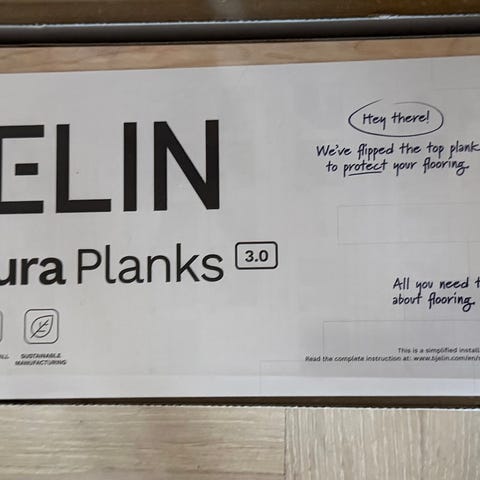 ELIN
ura Planks 3.0
SUSTAINABLE
MANUFACTURING
Hey there!
We've flipped the top plank
to protect your flooring.
All you need t
about flooring.
This is a simplified install
Read the complete instruction at: www.bjelin.com/en/